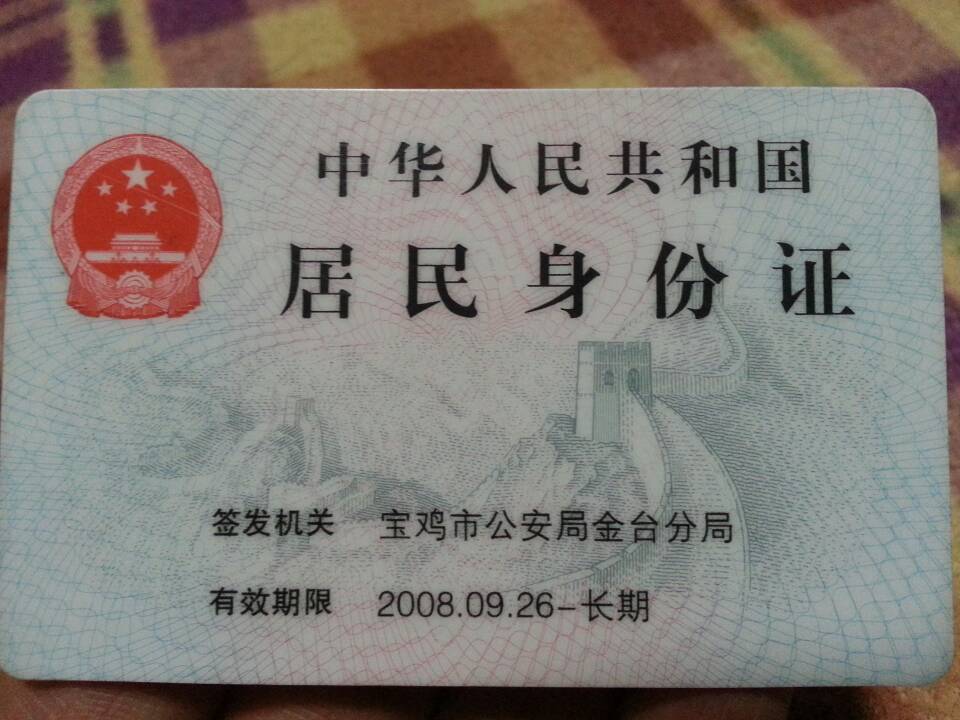 中华人民共和国
居民身份证
签发机关 宝鸡市公安局金台分局
有效期限 2008.09.26-长期